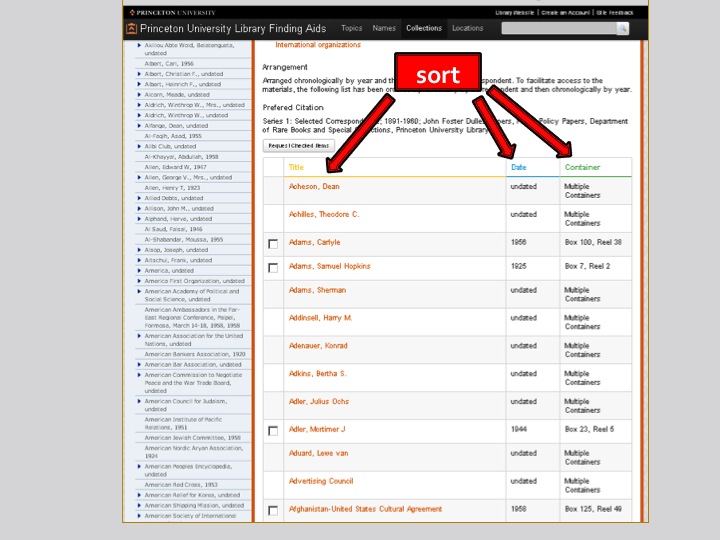 PRINCETON UNIVERSITY
Library Website | Create an Account | Site Feedback
Princeton University Library Finding Aids
Topics Names Collections Locations
Akilou Abte Wold, Belatengueta,
undated
Albert, Carl, 1956
Albert, Christian F., undated
Albert, Heinrich F., undated
Alcorn, Meade, undated
Aldrich, Winthrop W., Mrs., undated
Aldrich, Winthrop W., undated
Alfange, Dean, undated
Al-Faqih, Asad, 1955
Alibi Club, undated
Al-Khayyal, Abdullah, 1958
Allen, Edward W, 1947
Allen, George V., Mrs., undated
Allen, Henry T, 1923
Allied Debts, undated
Allison, John M., undated
Alphand, Herve, undated
Al Saud, Faisal, 1946
Al-Shabandar, Moussa, 1955
Alsop, Joseph, undated
Altschul, Frank, undated
America, undated
America First Organization, undated
American Academy of Political and
Social Science, undated
American Ambassadors in the Far-
East Regional Conference, Paipei,
Formosa, March 14-18, 1958, 1958
American Association for the United
Nations, undated
American Bankers Association, 1920
American Bar Association, undated
American Commission to Negotiate
Peace and the War Trade Board,
undated
American Council for Judaism,
undated
American Institute of Pacific
Relations, 1951
American Jewish Committee, 1958
American Nordic Aryan Association,
1924
American Peoples Encyclopedia,
undated
American Red Cross, 1953
American Relief for Korea, undated
American Shipping Mission, undated
American Society of International
International organizations
sort
Arrangement
Arranged chronologically by year and th spondent. To facilitate access to the
materials, the following list has been or pondent and then chronologically by year.
Prefered Citation
Series 1: Selected Correspond 1891-1960; John Foster Dulles Papers, Policy Papers, Department
of Rare Books and Special Collections, Princeton University Library
Request Checked Items
Title Date Container
Acheson, Dean undated Multiple
Containers
Achilles, Theodore C. undated Multiple
Containers
Adams, Carlyle 1956 Box 100, Reel 38
Adams, Samuel Hopkins 1925 Box 7, Reel 2
Adams, Sherman undated Multiple
Containers
Addinsell, Harry M. undated Multiple
Containers
Adenauer, Konrad undated Multiple
Containers
Adkins, Bertha S. undated Multiple
Containers
Adler, Julius Ochs undated Multiple
Containers
Adler, Mortimer J 1944 Box 23, Reel 5
Aduard, Lewe van undated Multiple
Containers
Advertising Council undated Multiple
Containers
Afghanistan-United States Cultural Agreement 1958 Box 125, Reel 49